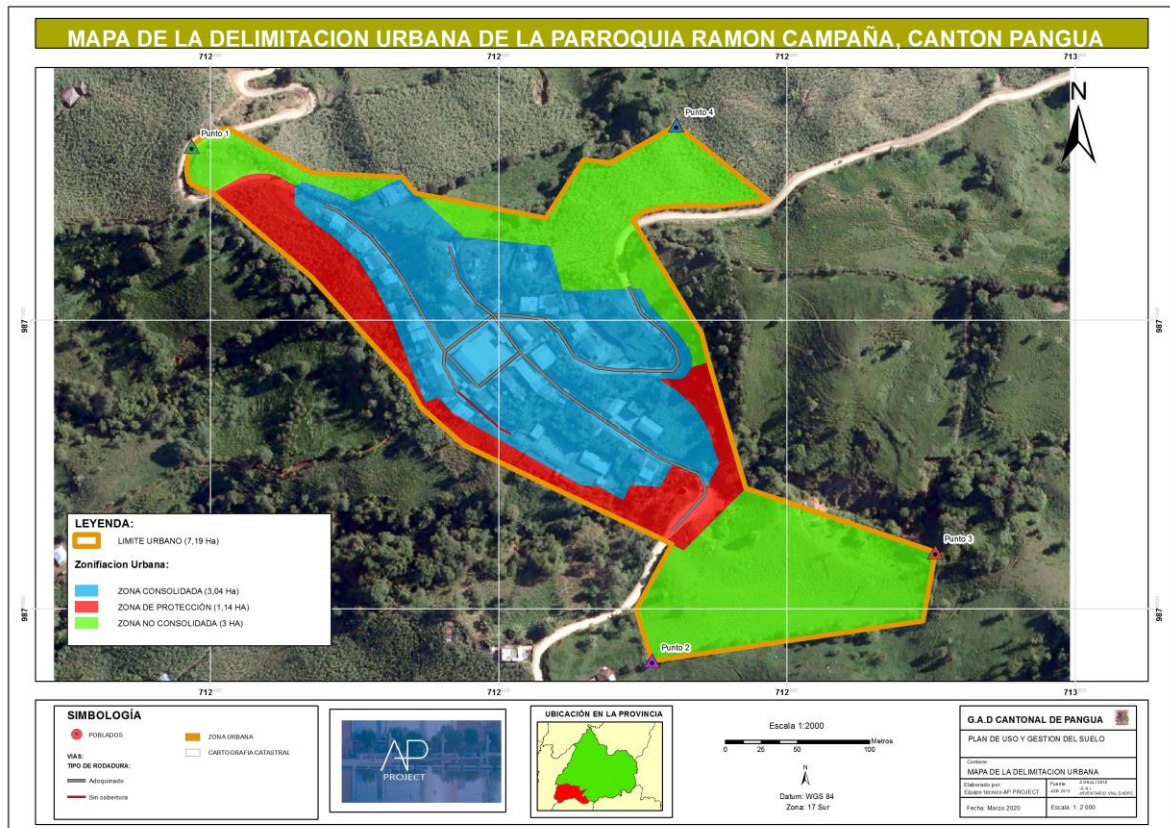 MAPA DE LA DELIMITACION URBANA DE LA PARROQUIA RAMON CAMPAÑA, CANTON PANGUA
712
712
712
713
N
Punto 1
Punto 4
987
987
Punto 3
Punto 2
987
987
LEYENDA:
LIMITE URBANO (7,19 Ha)
Zonifiacion Urbana:
ZONA CONSOLIDADA (3,04 Ha)
ZONA DE PROTECCIÓN (1,14 HA)
ZONA NO CONSOLIDADA (3 HA)
712
712
712
713
SIMBOLOGÍA
POBLADOS
ZONA URBANA
CARTOGRAFIA CATASTRAL
VIAS:
TIPO DE RODADURA:
Adoquinado
Sin cobertura
AP
PROJECT
UBICACIÓN EN LA PROVINCIA
Escala 1:2000
Metros
0 25 50 100
N
Datum: WGS 84
Zona: 17 Sur
G.A.D CANTONAL DE PANGUA
PLAN DE USO Y GESTION DEL SUELO
Contiene:
MAPA DE LA DELIMITACION URBANA
Elaborado por:
Equipo tecnico AP PROJECT
Fuente:
Fecha: Marzo 2020
Escala: 1: 2 000